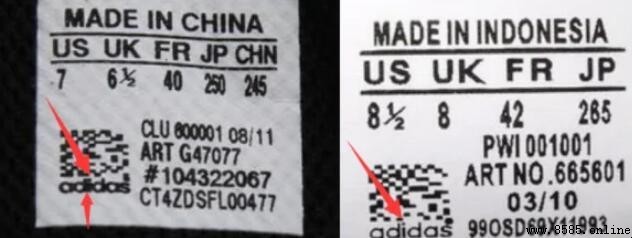 MADE IN CHINA
US UK FR JP CHN
7 6½ 40 250 245
CLU 600001 08/11
ART G47077
#104322067
adidas
CT4ZDSFL00477
MADE IN INDONESIA
US UK FR JP
8½ 8 42 265
PWI 001001
ART NO. 665601
03/10
adidas
www.8585.online